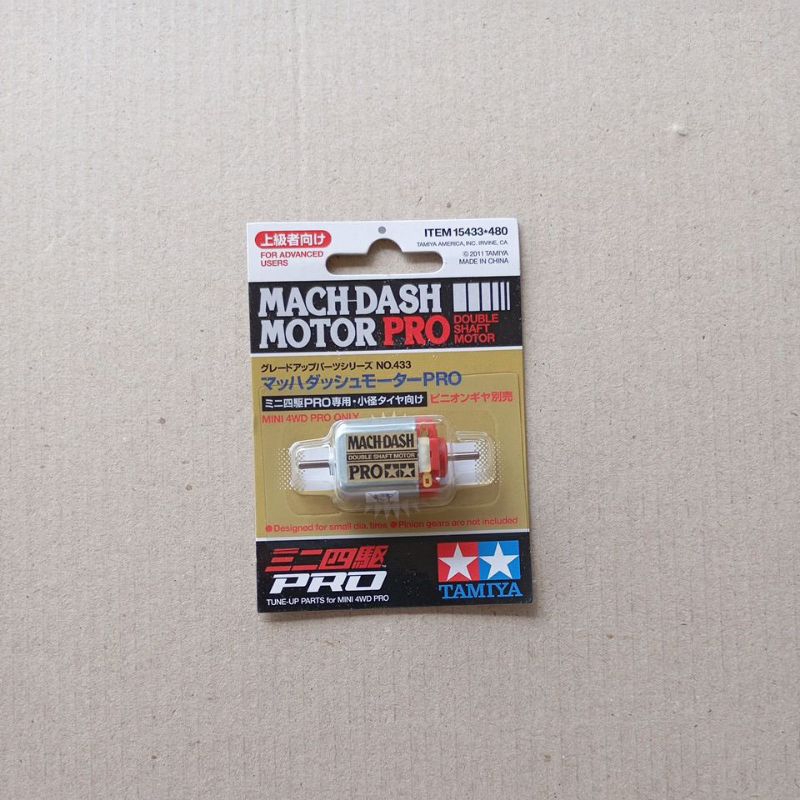 上級者向け
FOR ADVANCED
USERS
ITEM 15433★480
TAMIYA AMERICA, INC. IRVINE, CA
© 2011 TAMIYA
MADE IN CHINA
MACH-DASH
MOTOR PRO
DOUBLE
SHAFT
MOTOR
グレードアップパーツシリーズ NO.433
マッハダッシュモーターPRO
ミニ四駆PRO専用・小径タイヤ向け
ピニオンギヤ別売
MINI 4WD PRO ONLY
MACH-DASH
DOUBLE SHAFT MOTOR
PRO
●Designed for small dia. tires ●Pinion gears are not included
ミニ四駆
PRO
TUNE-UP PARTS for MINI 4WD PRO
TAMIYA